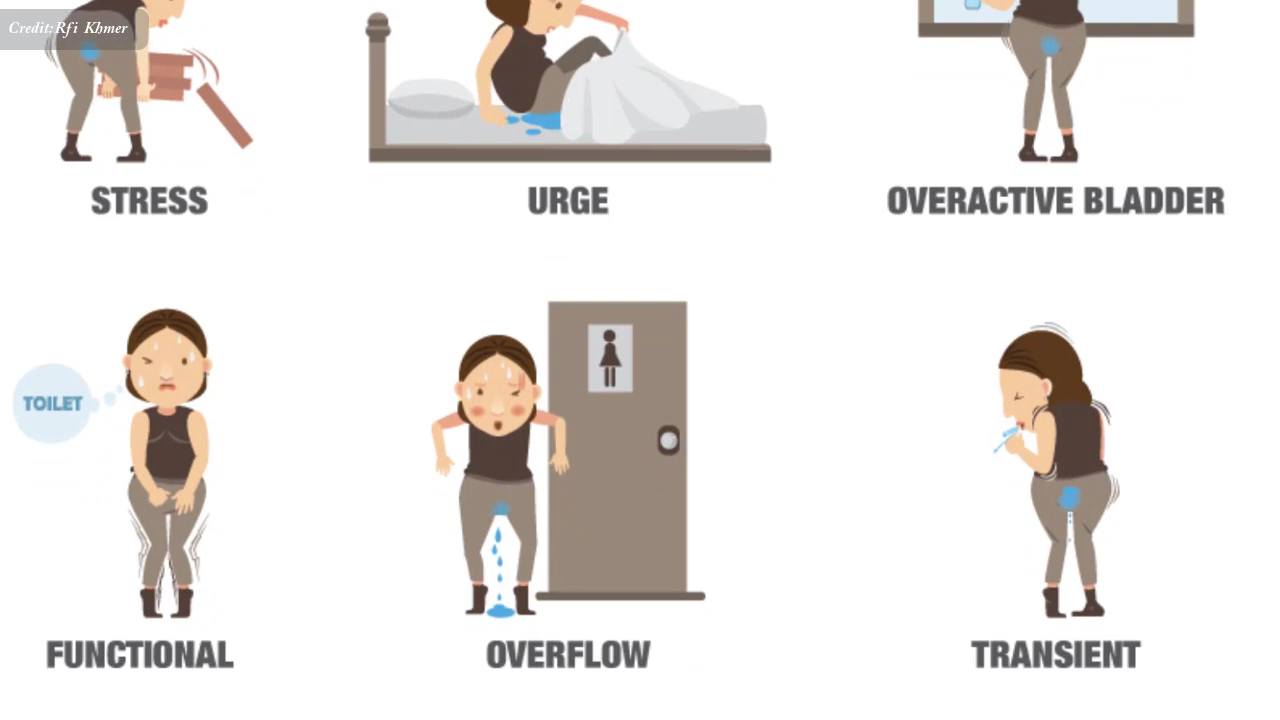 Credit:Rfi Khmer
STRESS
URGE
OVERACTIVE BLADDER
TOILET
FUNCTIONAL
OVERFLOW
TRANSIENT